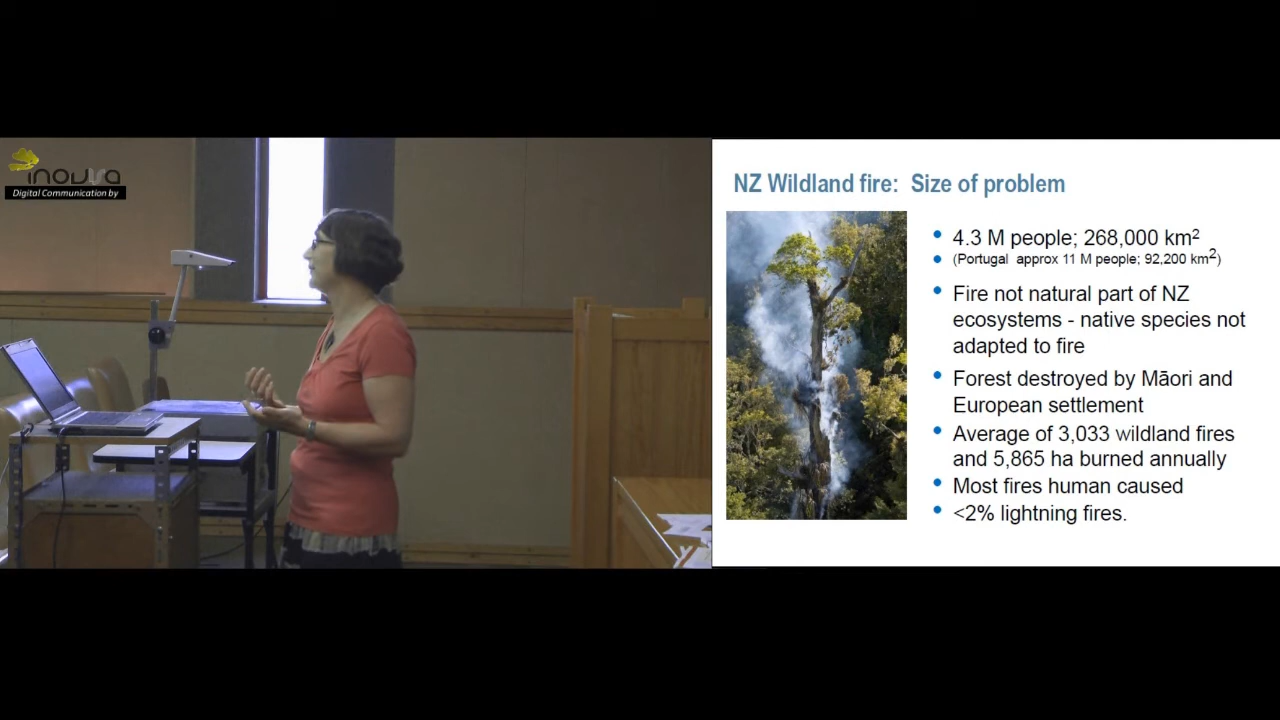 inovva
Digital Communication by
NZ Wildland fire: Size of problem
4.3 M people; 268,000 km²
(Portugal approx 11 M people; 92,200 km²)
Fire not natural part of NZ
ecosystems - native species not
adapted to fire
Forest destroyed by Māori and
European settlement
Average of 3,033 wildland fires
and 5,865 ha burned annually
Most fires human caused
<2% lightning fires.